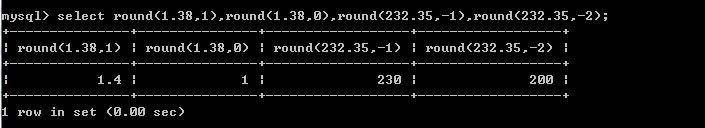 mysql> select round(1.38,1),round(1.38,0),round(232.35,-1),round(232.35,-2);
+---------------+---------------+------------------+------------------+
| round(1.38,1) | round(1.38,0) | round(232.35,-1) | round(232.35,-2) |
+---------------+---------------+------------------+------------------+
|           1.4 |             1 |              230 |              200 |
+---------------+---------------+------------------+------------------+
1 row in set (0.00 sec)